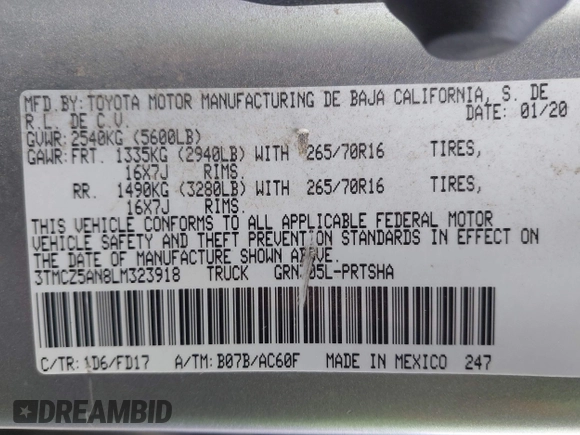 MFD.BY: TOYOTA MOTOR MANUFACTURING DE BAJA CALIFORNIA, S. DE
R.L. DE C.V. DATE: 01/20
GVWR: 2540KG (5600LB)
GAWR: FRT. 1335KG (2940LB) WITH 265/70R16 TIRES,
16X7J RIMS.
RR. 1490KG (3280LB) WITH 265/70R16 TIRES,
16X7J RIMS.
THIS VEHICLE CONFORMS TO ALL APPLICABLE FEDERAL MOTOR
VEHICLE SAFETY AND THEFT PREVENTION STANDARDS IN EFFECT ON
THE DATE OF MANUFACTURE SHOWN ABOVE.
3TMCZ5AN8LM323918 TRUCK
C/TR: 1D6/FD17 A/TM: B07B/AC60F MADE IN MEXICO 247
DREAMBID